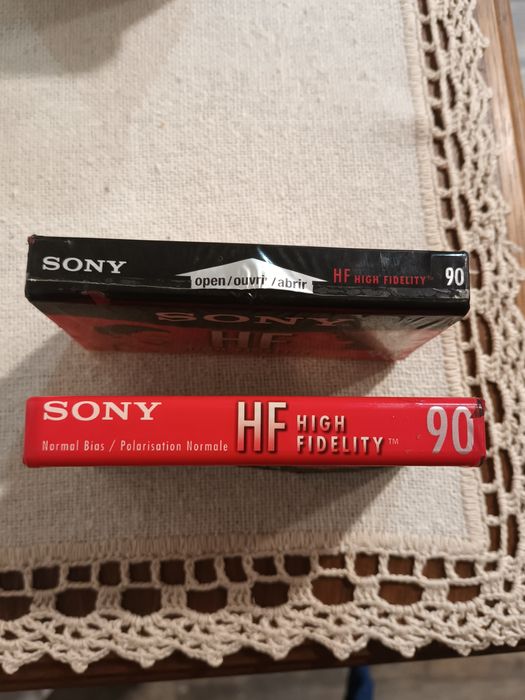 SONY
open/ouvrir/abrir
HF HIGH FIDELITY™ 90
SONY
HF
SONY
Normal Bias / Polarisation Normale
HF HIGH FIDELITY™
90